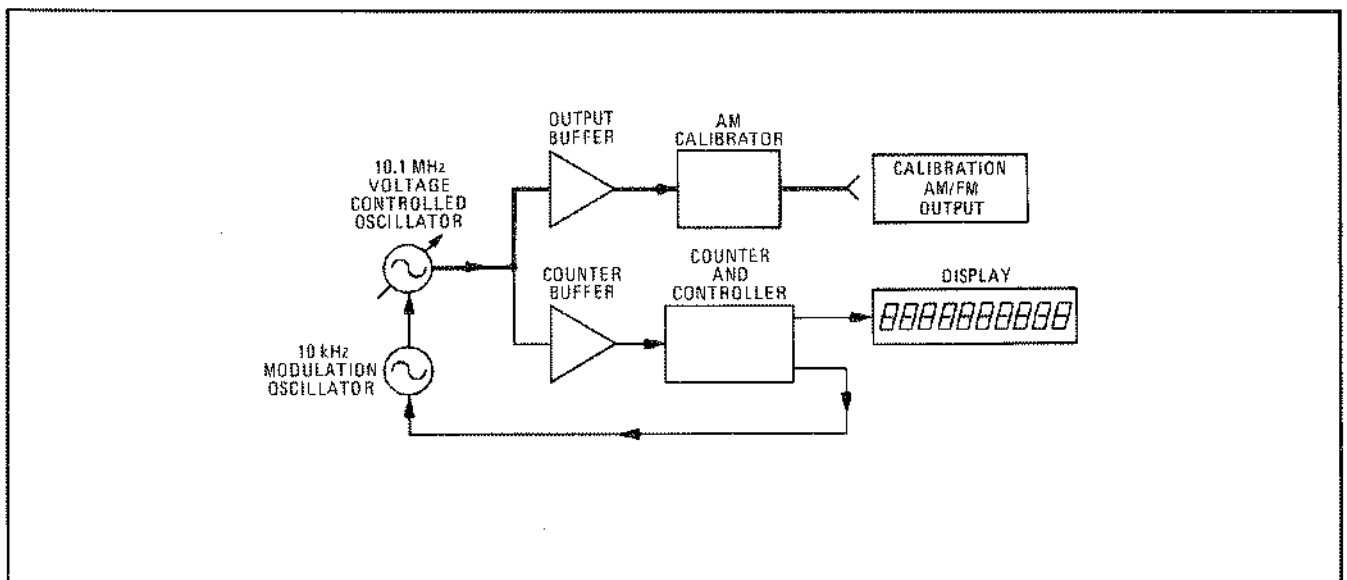 OUTPUT
BUFFER
AM
CALIBRATOR
10.1 MHz
VOLTAGE
CONTROLLED
OSCILLATOR
CALIBRATION
AM/FM
OUTPUT
COUNTER
BUFFER
COUNTER
AND
CONTROLLER
DISPLAY
8888888888
10 kHz
MODULATION
OSCILLATOR